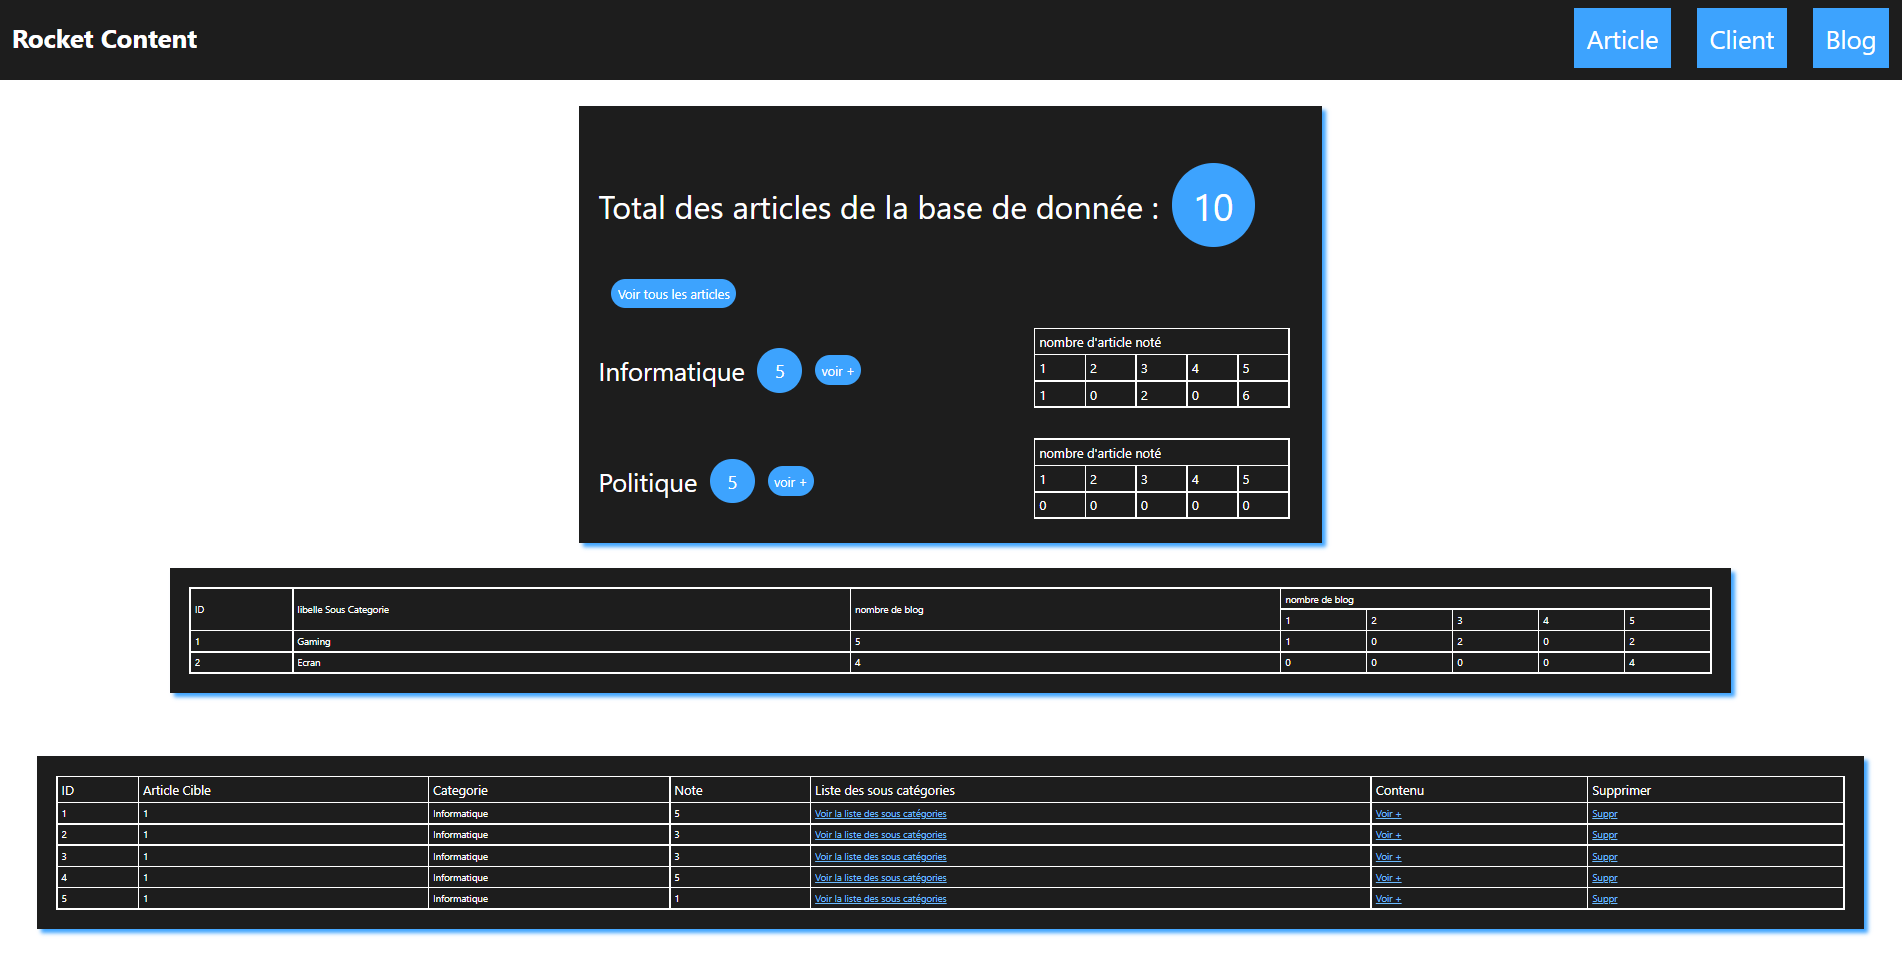 Rocket Content Article Client Blog
Total des articles de la base de donnée : 10
Voir tous les articles
Informatique 5 voir +
nombre d'article noté
1 2 3 4 5
1 0 2 0 6
Politique 5 voir +
nombre d'article noté
1 2 3 4 5
0 0 0 0 0
ID libelle Sous Categorie nombre de blog nombre de blog
1 2 3 4 5
1 Gaming 5 1 0 2 0 2
2 Ecran 4 0 0 0 0 4
ID Article Cible Categorie Note Liste des sous catégories Contenu Supprimer
1 1 Informatique 5 Voir la liste des sous catégories Voir + Suppr
2 1 Informatique 3 Voir la liste des sous catégories Voir + Suppr
3 1 Informatique 3 Voir la liste des sous catégories Voir + Suppr
4 1 Informatique 5 Voir la liste des sous catégories Voir + Suppr
5 1 Informatique 1 Voir la liste des sous catégories Voir + Suppr